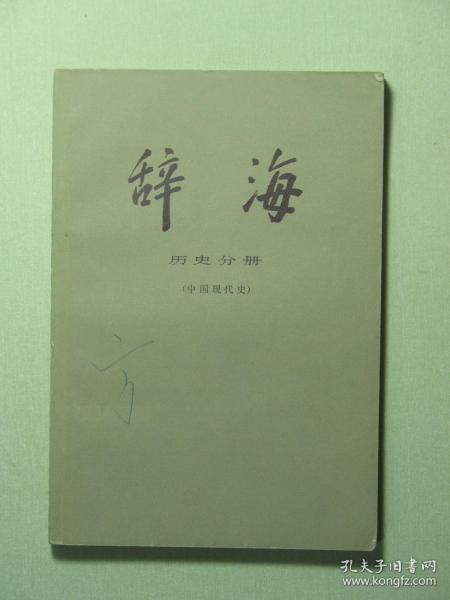 辞海
历史分册
(中国现代史)
方
孔夫子旧书网
www.kongfz.com